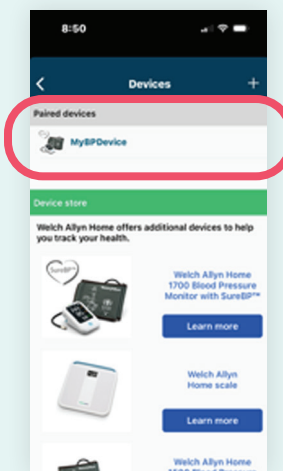 8:50
Devices
Paired devices
MyBPDevice
Device store
Welch Allyn Home offers additional devices to help
you track your health.
SureBP™
Welch Allyn Home
1700 Blood Pressure
Monitor with SureBP™
Learn more
Welch Allyn
Home scale
Learn more
Welch Allyn Home